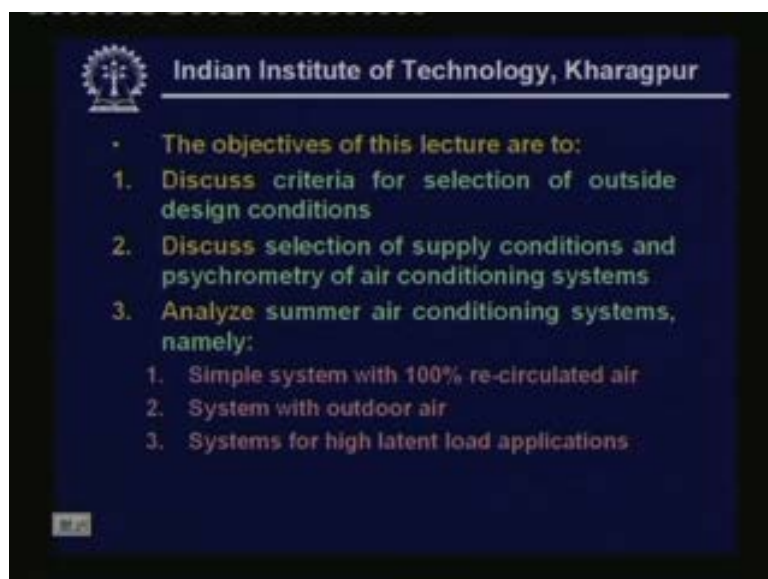 Indian Institute of Technology, Kharagpur
• The objectives of this lecture are to:
1. Discuss criteria for selection of outside
design conditions
2. Discuss selection of supply conditions and
psychrometry of air conditioning systems
3. Analyze summer air conditioning systems,
namely:
1. Simple system with 100% re-circulated air
2. System with outdoor air
3. Systems for high latent load applications